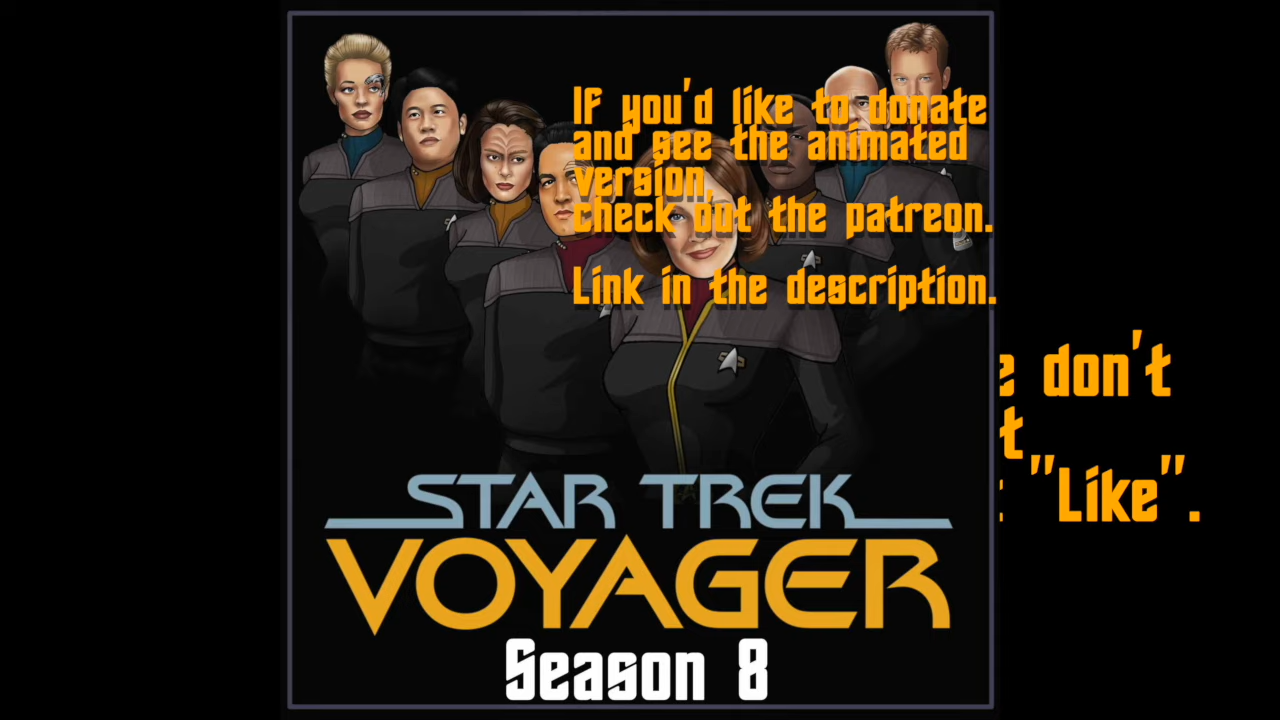 If you'd like to donate
and see the animated
version,
check out the patreon.
Link in the description.
don't
"Like".
STAR TREK
VOYAGER
Season 8